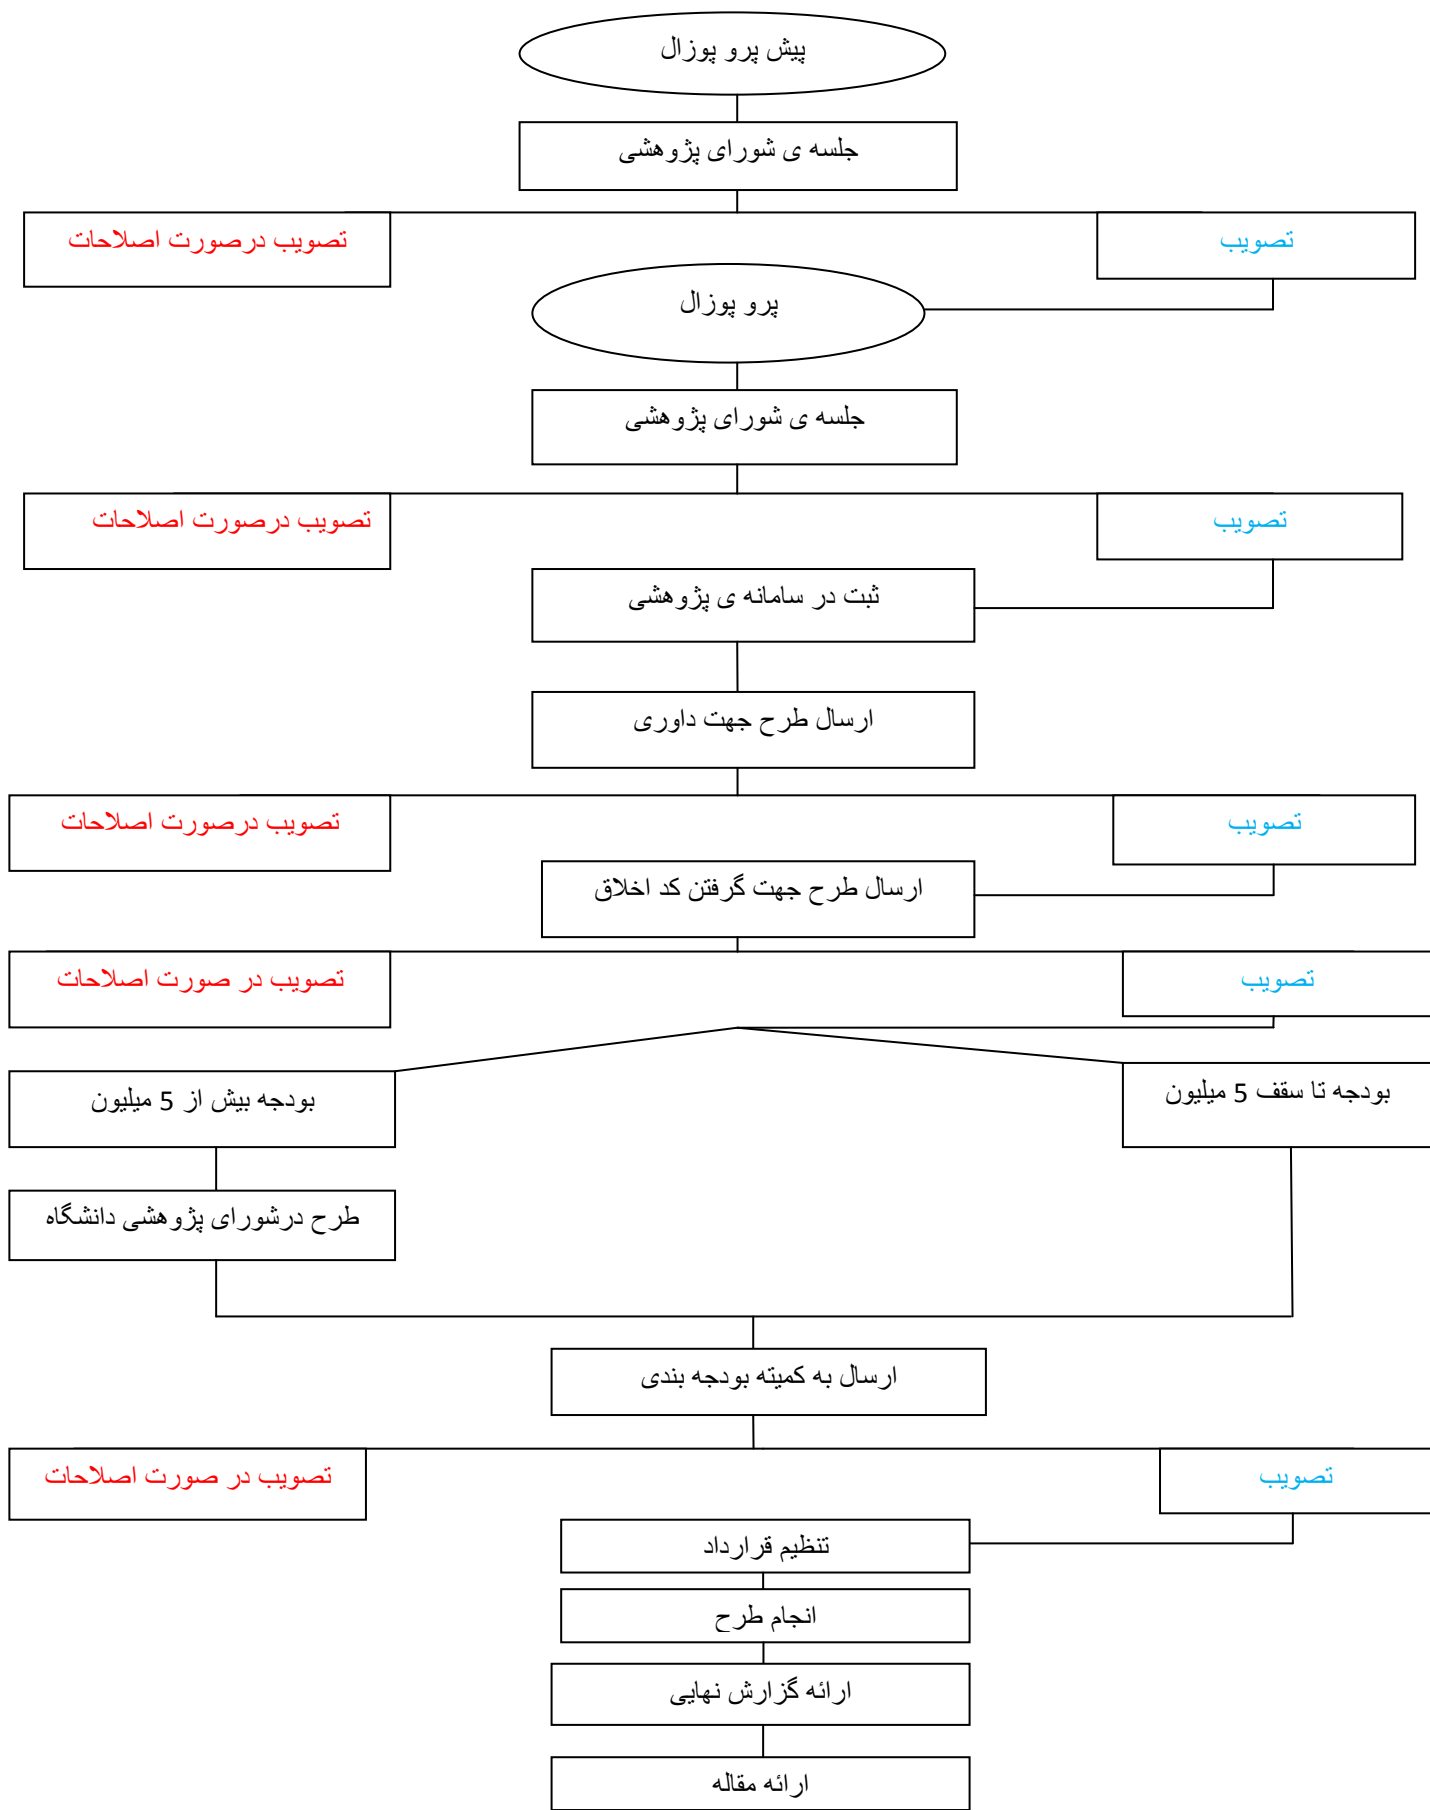 پیش پرو پوزال
جلسه ی شورای پژوهشی
تصویب
تصویب درصورت اصلاحات
پرو پوزال
جلسه ی شورای پژوهشی
تصویب
تصویب درصورت اصلاحات
ثبت در سامانه ی پژوهشی
ارسال طرح جهت داوری
تصویب
تصویب درصورت اصلاحات
ارسال طرح جهت گرفتن کد اخلاق
تصویب
تصویب در صورت اصلاحات
بودجه تا سقف 5 میلیون
بودجه بیش از 5 میلیون
طرح درشورای پژوهشی دانشگاه
ارسال به کمیته بودجه بندی
تصویب
تصویب در صورت اصلاحات
تنظیم قرارداد
انجام طرح
ارائه گزارش نهایی
ارائه مقاله